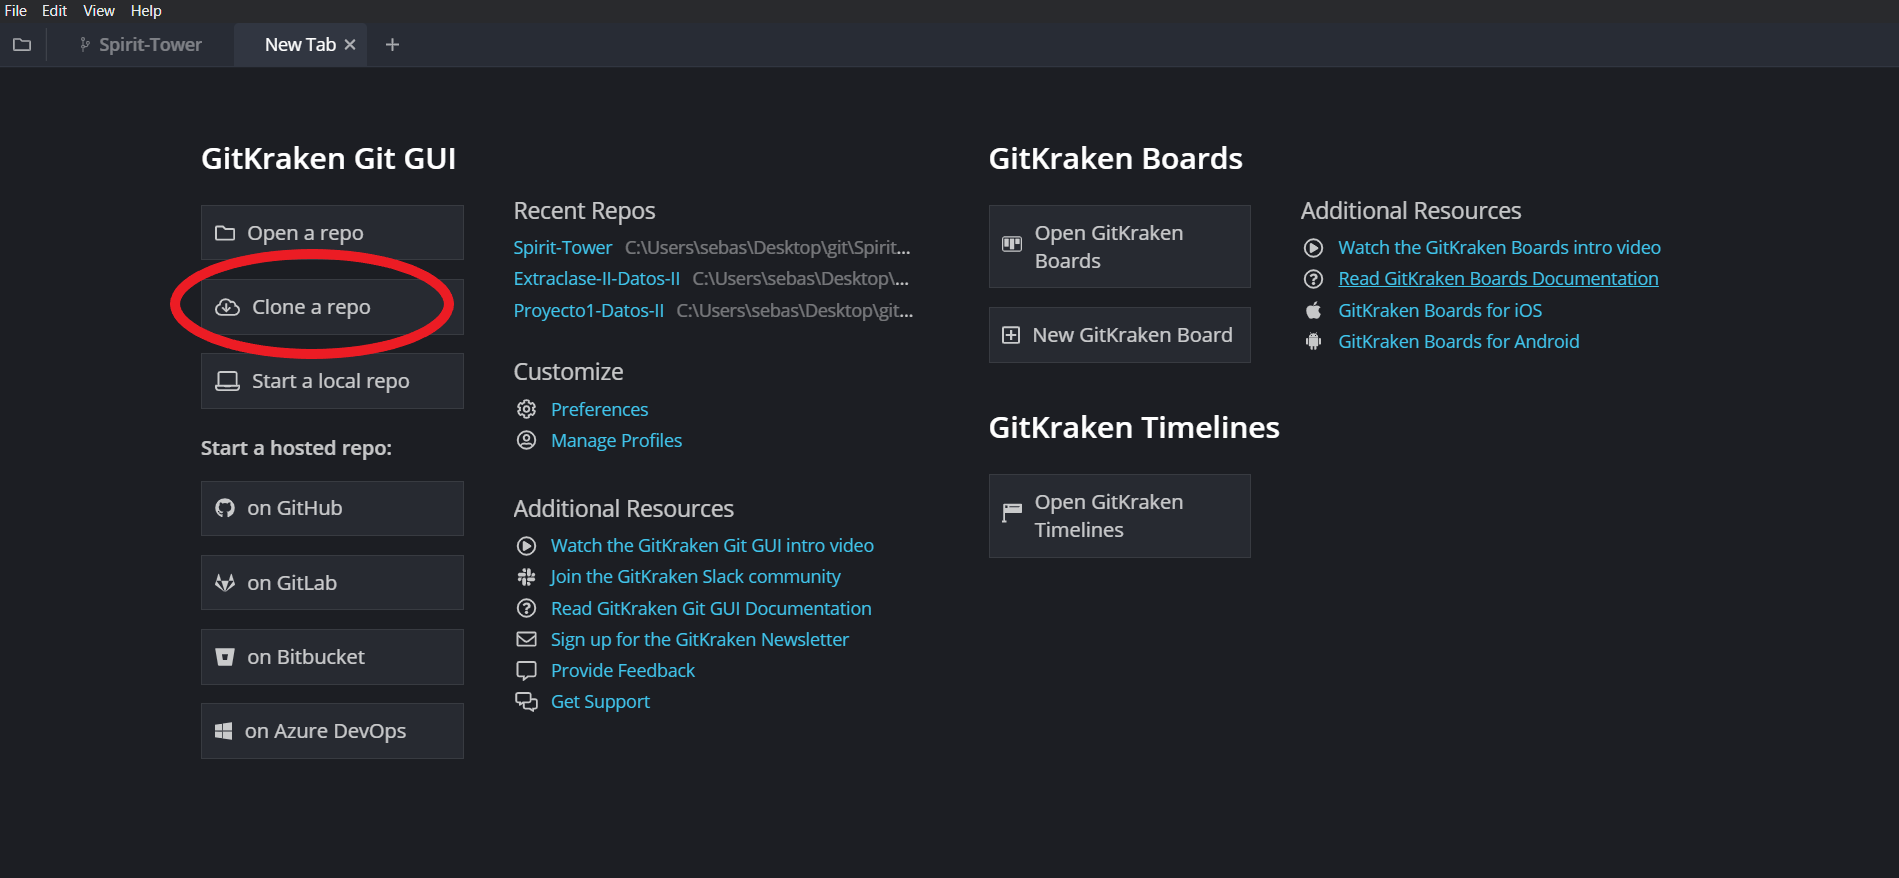 File Edit View Help
Spirit-Tower New Tab
GitKraken Git GUI
Open a repo
Clone a repo
Start a local repo
Start a hosted repo:
on GitHub
on GitLab
on Bitbucket
on Azure DevOps
Recent Repos
Spirit-Tower C:\Users\sebas\Desktop\git\Spirit...
Extraclase-II-Datos-II C:\Users\sebas\Desktop\...
Proyecto1-Datos-II C:\Users\sebas\Desktop\git...
Customize
Preferences
Manage Profiles
Additional Resources
Watch the GitKraken Git GUI intro video
Join the GitKraken Slack community
Read GitKraken Git GUI Documentation
Sign up for the GitKraken Newsletter
Provide Feedback
Get Support
GitKraken Boards
Open GitKraken
Boards
New GitKraken Board
Additional Resources
Watch the GitKraken Boards intro video
Read GitKraken Boards Documentation
GitKraken Boards for iOS
GitKraken Boards for Android
GitKraken Timelines
Open GitKraken
Timelines